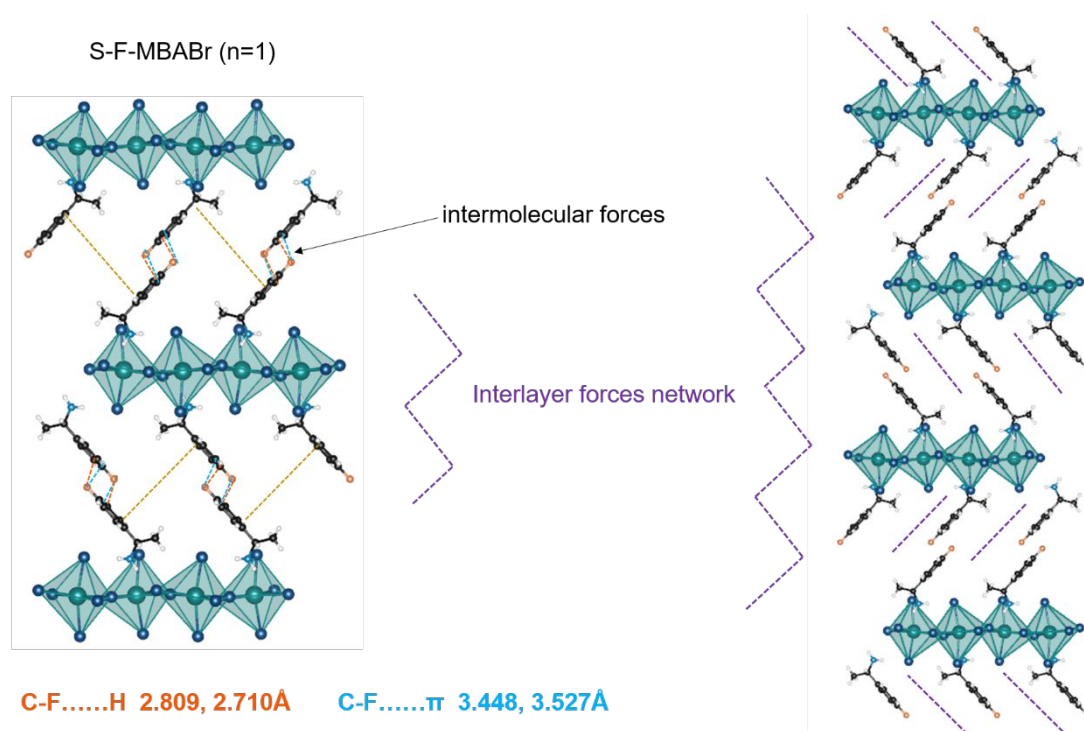 S-F-MBABr (n=1)
intermolecular forces
Interlayer forces network
C-F......H 2.809, 2.710Å
C-F......π 3.448, 3.527Å